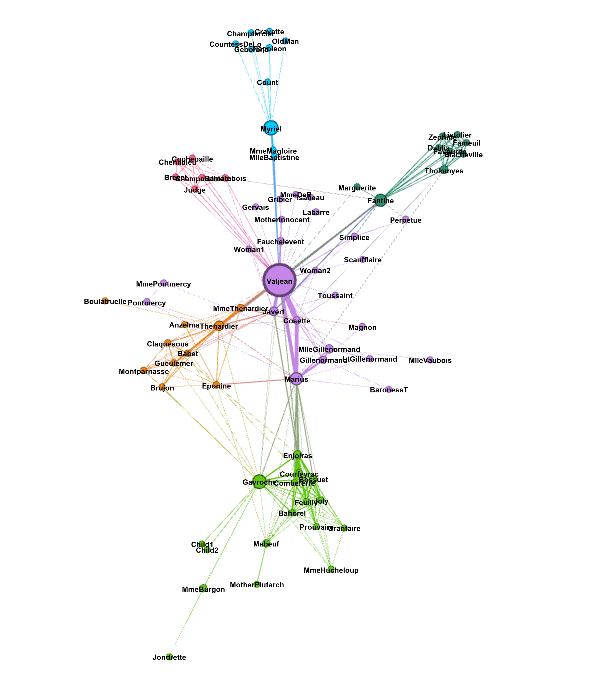 Champtercier
Cravatte
CountessDeLo
OldMan
Geborand
Napoleon
Count
Myriel
MmeMagloire
MlleBaptistine
Zephine
Listolier
Fameuil
Dahlia
Favourite
Blacheville
Tholomyes
Cochepaille
Chenildieu
Brevet
Champmathieu
Bamatabois
Judge
Marguerite
Fantine
MmeDeR
Isabeau
Gribier
Gervais
Labarre
MotherInnocent
Perpetue
Fauchelevent
Simplice
Woman1
Scaufflaire
Woman2
Valjean
MmePontmercy
Toussaint
Boulatruelle
Pontmercy
MmeThenardier
Javert
Cosette
Anzelma
Thenardier
Magnon
Claquesous
MlleGillenormand
Babet
Gillenormand
LtGillenormand
MlleVaubois
Gueulemer
Montparnasse
Marius
Brujon
Eponine
BaronessT
Enjolras
Courfeyrac
Bossuet
Combeferre
Gavroche
Feuilly
Joly
Bahorel
Prouvaire
Grantaire
Child1
Child2
Mabeuf
MmeHucheloup
MotherPlutarch
MmeBurgon
Jondrette